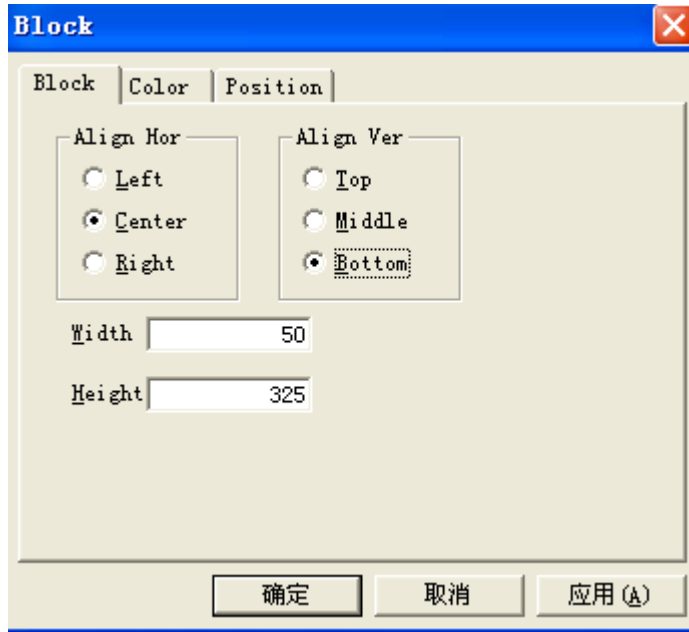 Block
Block Color Position
Align Hor Align Ver
Left Top
Center Middle
Right Bottom
Width 50
Height 325
确定 取消 应用(A)